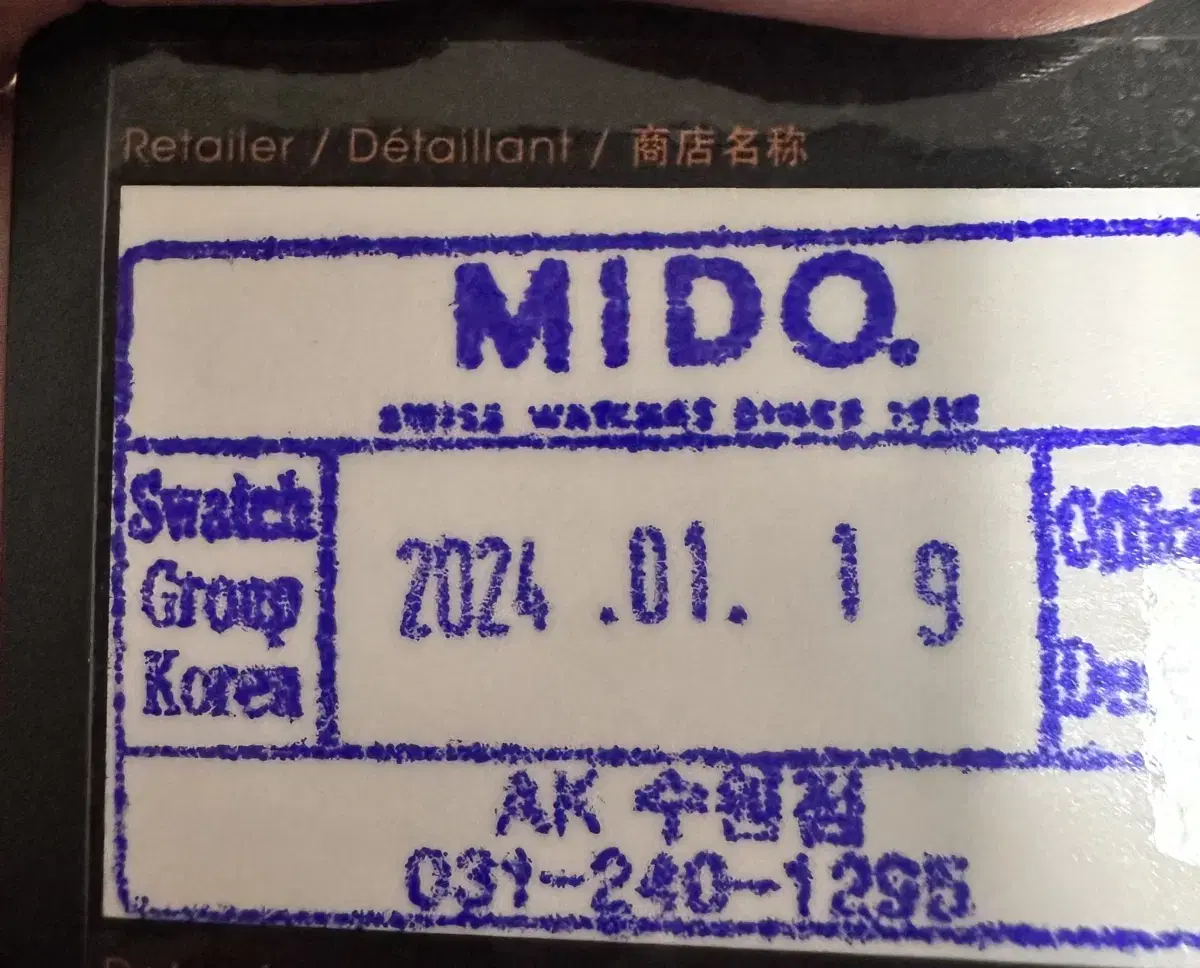 Retailer / Détaillant / 商店名称
MIDO.
SWISS WATCHES SINCE 1918
Swatch
Group
Korea
2024 .01. 19
AK 수원점
031-240-1295